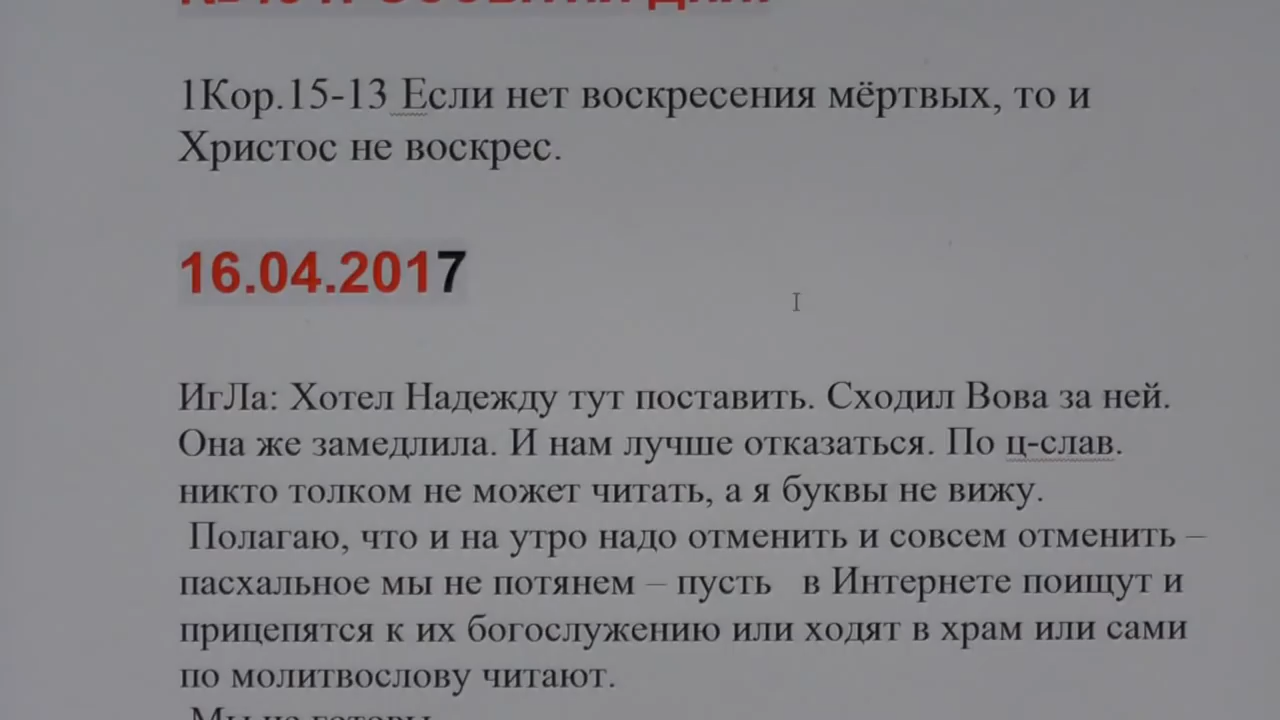 1Кор.15-13 Если нет воскресения мёртвых, то и
Христос не воскрес.
16.04.2017
ИгЛа: Хотел Надежду тут поставить. Сходил Вова за ней.
Она же замедлила. И нам лучше отказаться. По ц-слав.
никто толком не может читать, а я буквы не вижу.
Полагаю, что и на утро надо отменить и совсем отменить –
пасхальное мы не потянем – пусть в Интернете поищут и
прицепятся к их богослужению или ходят в храм или сами
по молитвослову читают.
Мы не готовы